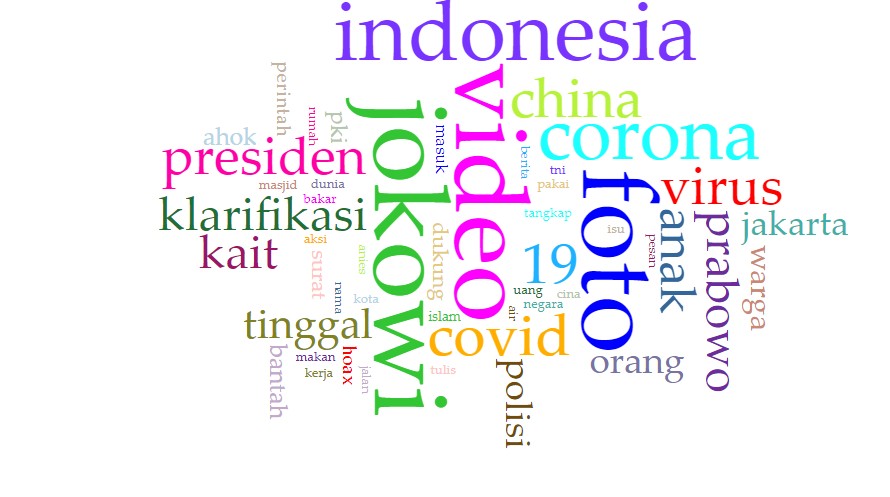 indonesia
video
jokowi
china
corona
perintah
rumah
pki
ahok
masuk
presiden
berita
tni
pakai
foto
virus
masjid
dunia
bakar
klarifikasi
tangkap
anak
prabowo
jakarta
kait
aksi
anies
surat
dukung
isu
pesan
19
warga
nama
kota
uang
cina
negara
air
islam
tinggal
covid
orang
bantah
makan
hoax
kerja
jalan
tulis
polisi